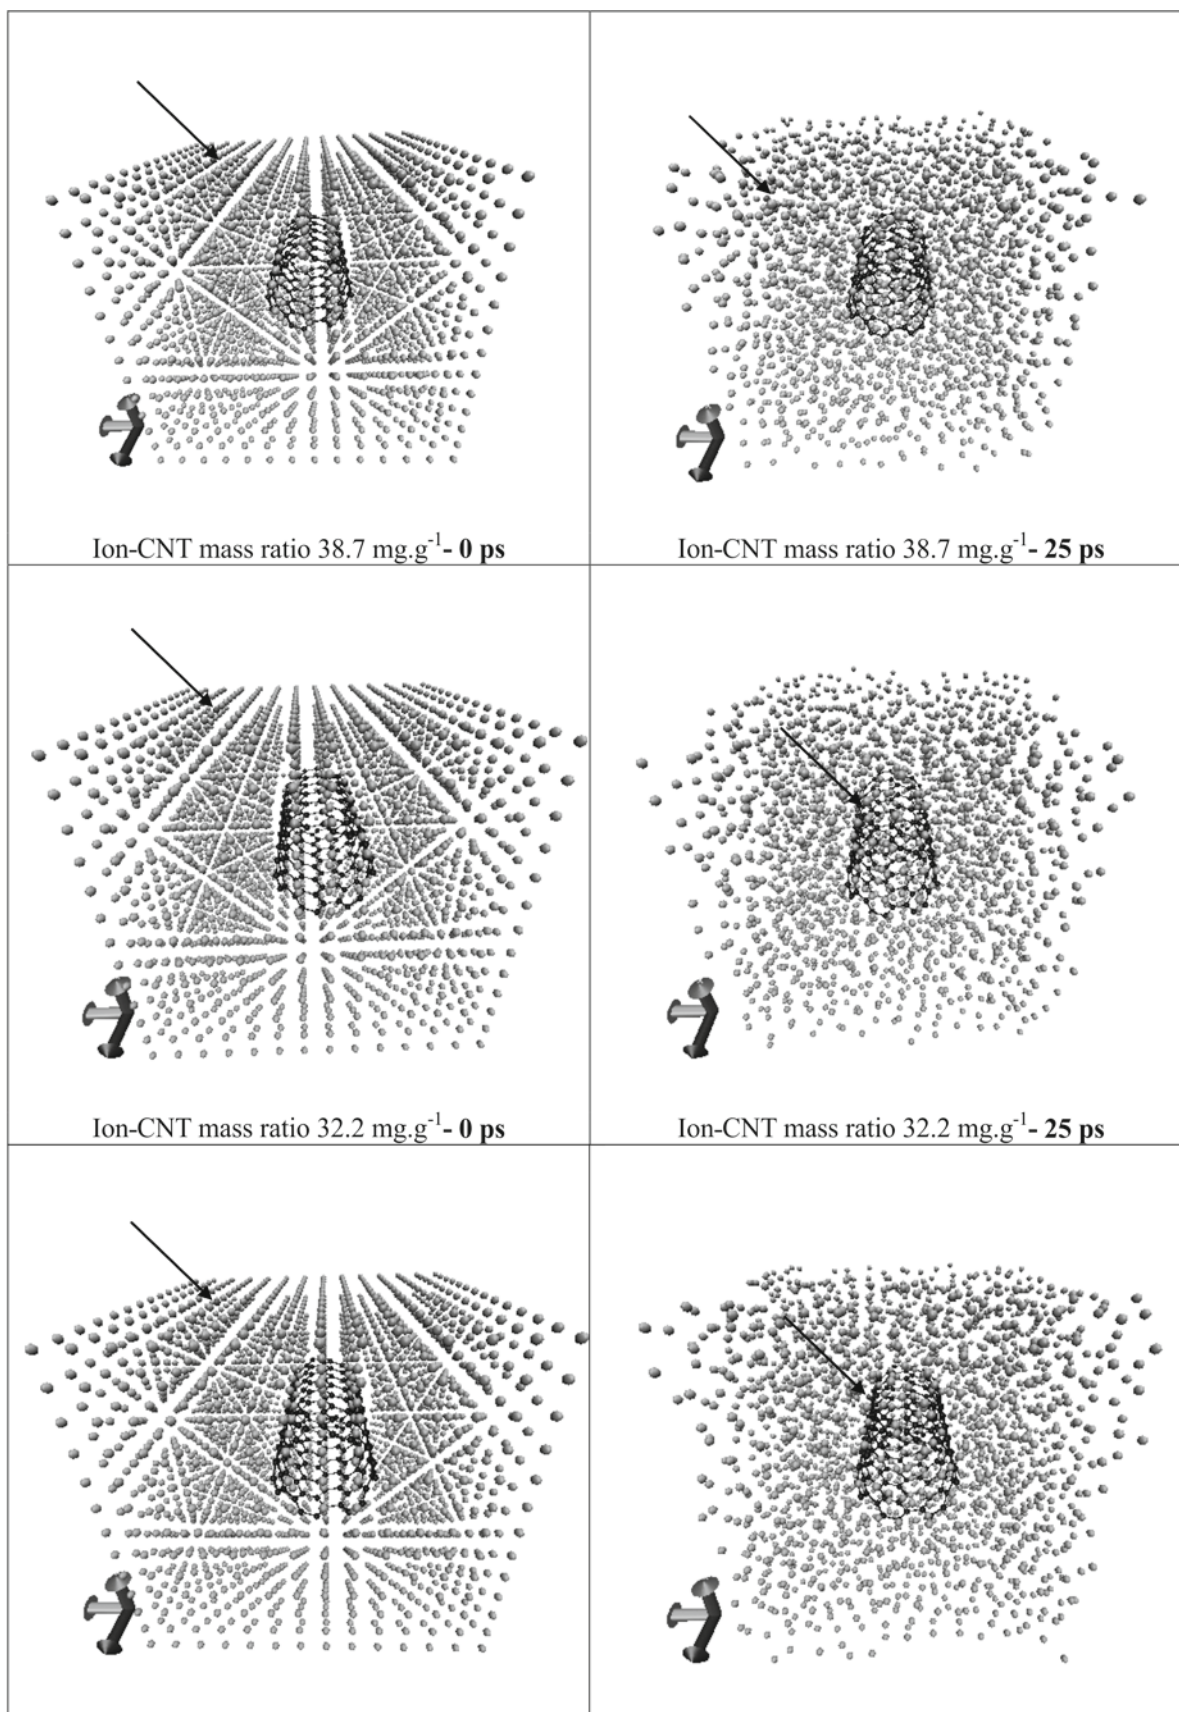 Ion-CNT mass ratio 38.7 mg.g⁻¹- 0 ps
Ion-CNT mass ratio 38.7 mg.g⁻¹- 25 ps
Ion-CNT mass ratio 32.2 mg.g⁻¹- 0 ps
Ion-CNT mass ratio 32.2 mg.g⁻¹- 25 ps